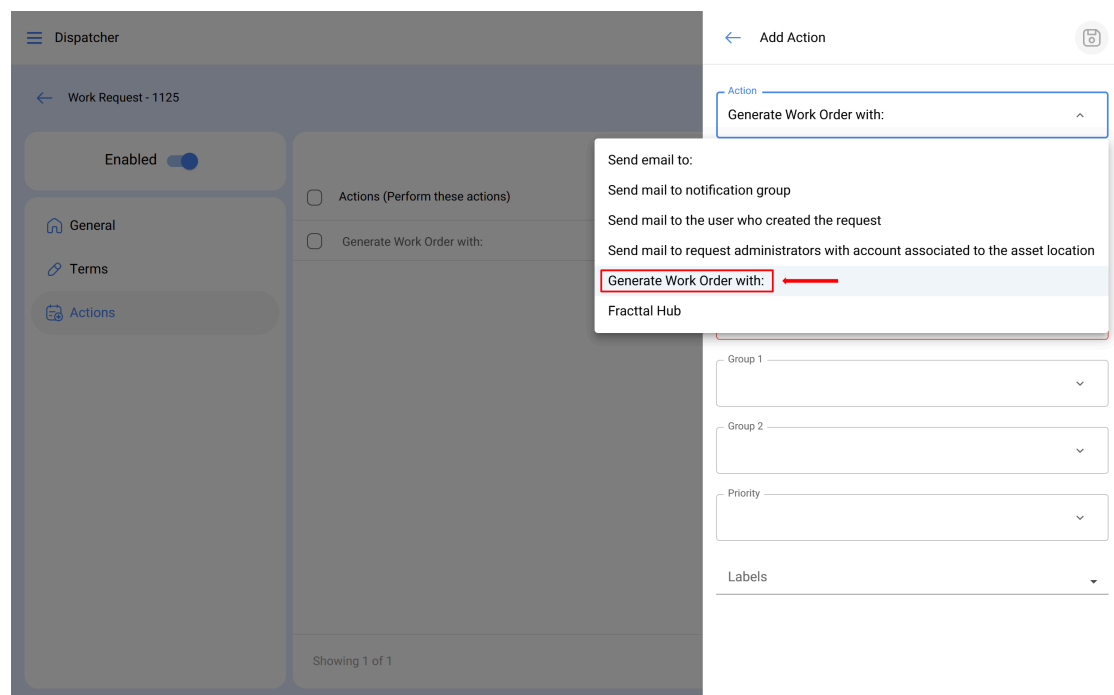 Dispatcher
Work Request - 1125
Enabled
General
Terms
Actions
Actions (Perform these actions)
Generate Work Order with:
Showing 1 of 1
Add Action
Action
Generate Work Order with:
Send email to:
Send mail to notification group
Send mail to the user who created the request
Send mail to request administrators with account associated to the asset location
Generate Work Order with:
Fracttal Hub
Group 1
Group 2
Priority
Labels